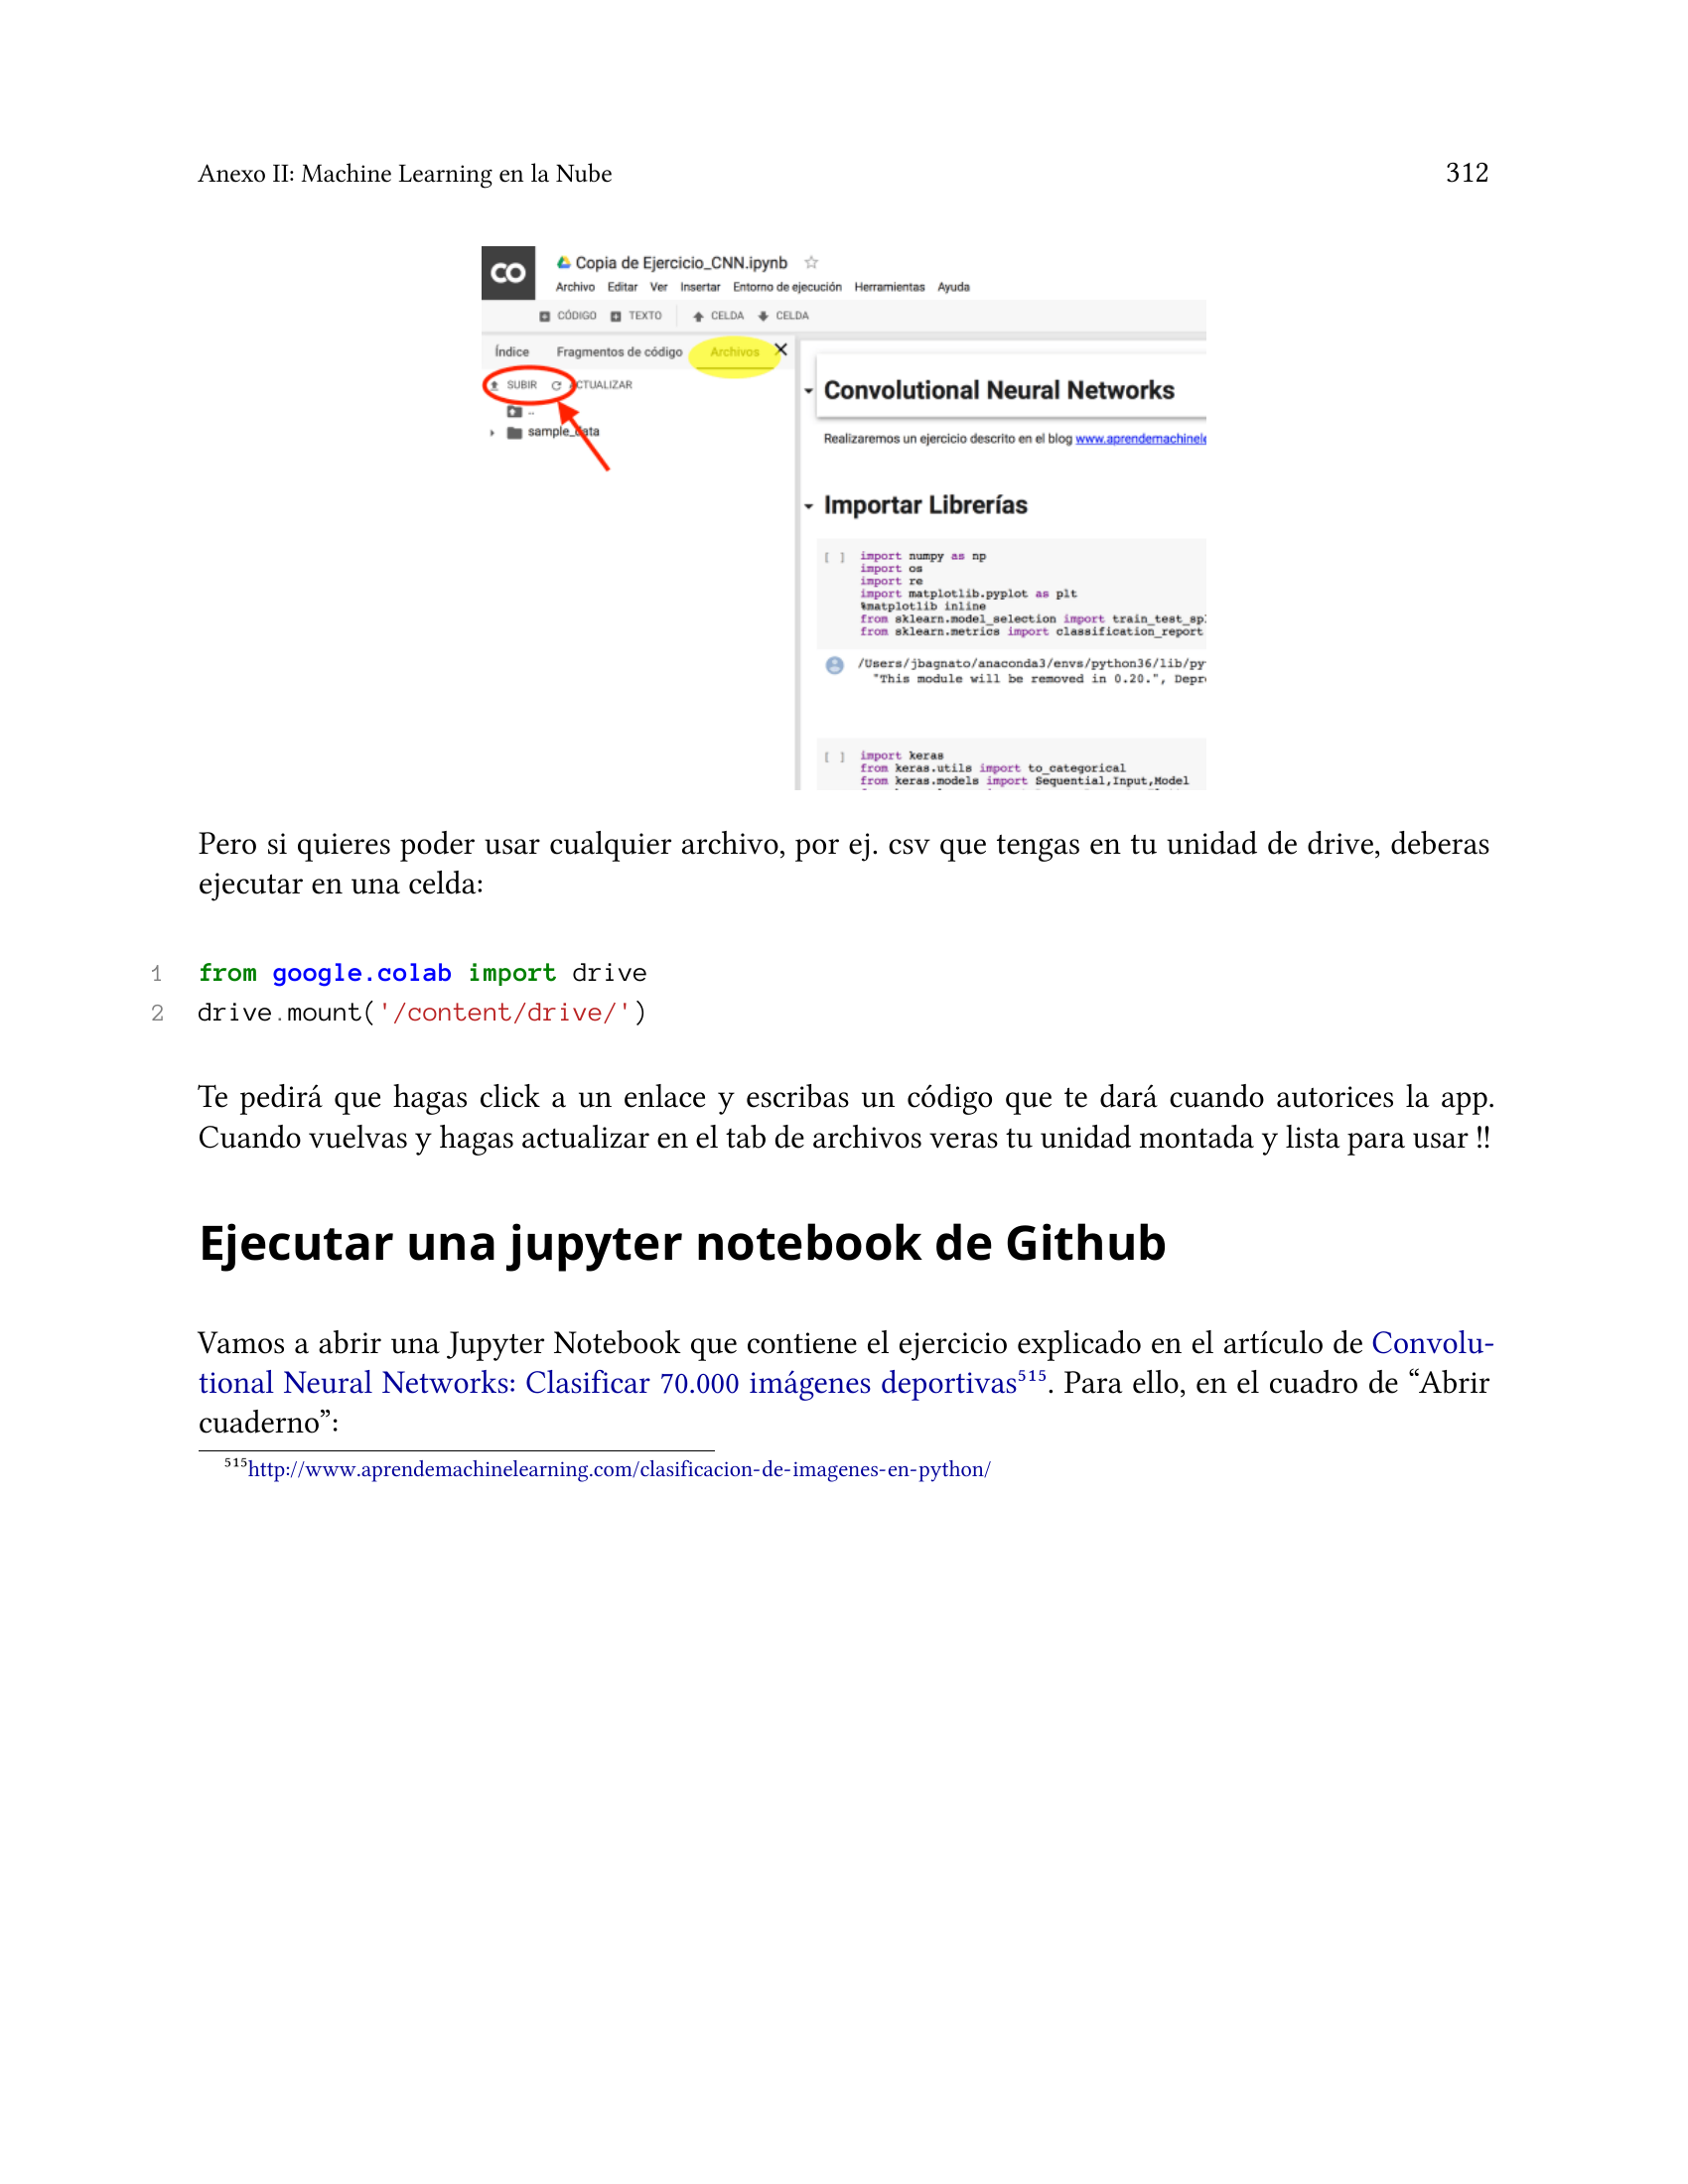 Anexo II: Machine Learning en la Nube 312
CO
Copia de Ejercicio_CNN.ipynb
Archivo Editar Ver Insertar Entorno de ejecución Herramientas Ayuda
CÓDIGO TEXTO CELDA CELDA
Índice Fragmentos de código Archivos
SUBIR ACTUALIZAR
..
sample_data
Convolutional Neural Networks
Realizaremos un ejercicio descrito en el blog www.aprendemachinele
Importar Librerías
[ ] import numpy as np
import os
import re
import matplotlib.pyplot as plt
%matplotlib inline
from sklearn.model_selection import train_test_spl
from sklearn.metrics import classification_report
/Users/jbagnato/anaconda3/envs/python36/lib/py
"This module will be removed in 0.20.", Depr
[ ] import keras
from keras.utils import to_categorical
from keras.models import Sequential,Input,Model
Pero si quieres poder usar cualquier archivo, por ej. csv que tengas en tu unidad de drive, deberas
ejecutar en una celda:
1 from google.colab import drive
2 drive.mount('/content/drive/')
Te pedirá que hagas click a un enlace y escribas un código que te dará cuando autorices la app.
Cuando vuelvas y hagas actualizar en el tab de archivos veras tu unidad montada y lista para usar !!
Ejecutar una jupyter notebook de Github
Vamos a abrir una Jupyter Notebook que contiene el ejercicio explicado en el artículo de Convolu-
tional Neural Networks: Clasificar 70.000 imágenes deportivas⁵¹⁵. Para ello, en el cuadro de “Abrir
cuaderno”:
⁵¹⁵http://www.aprendemachinelearning.com/clasificacion-de-imagenes-en-python/